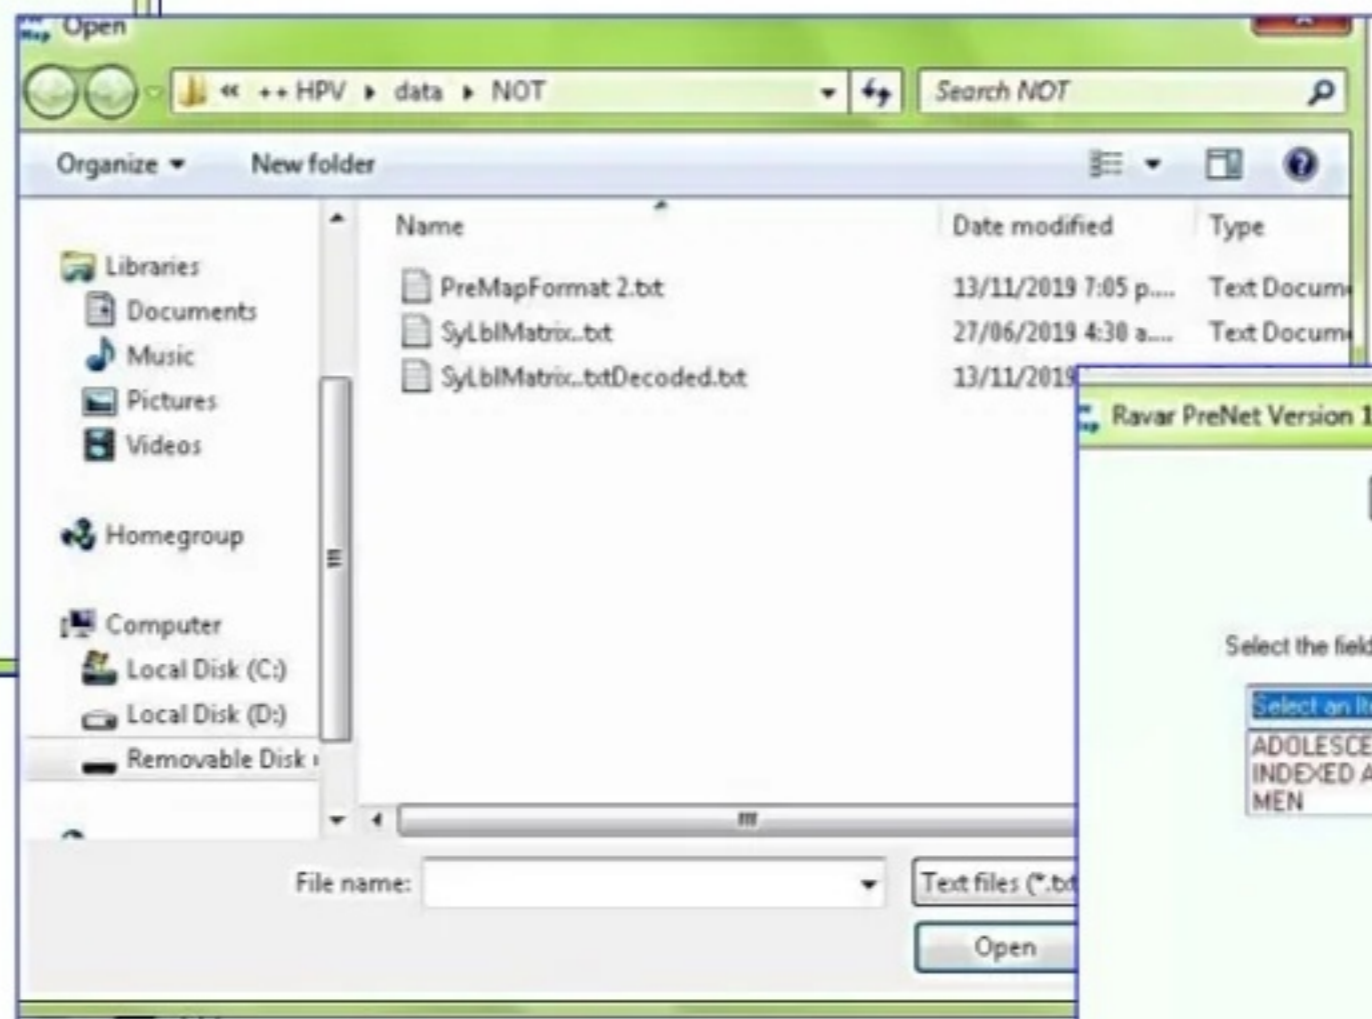 Open
« ++ HPV ▸ data ▸ NOT
Search NOT
Organize
New folder
Name
Date modified
Type
Libraries
Documents
Music
Pictures
Videos
Homegroup
Computer
Local Disk (C:)
Local Disk (D:)
Removable Disk
PreMapFormat 2.txt 13/11/2019 7:05 p.... Text Docum
SyLblMatrix..txt 27/06/2019 4:30 a.... Text Docum
SyLblMatrix..txtDecoded.txt 13/11/2019
File name:
Text files (*.txt
Open
Ravar PreNet Version 1
Select the field
Select an It
ADOLESCE
INDEXED A
MEN